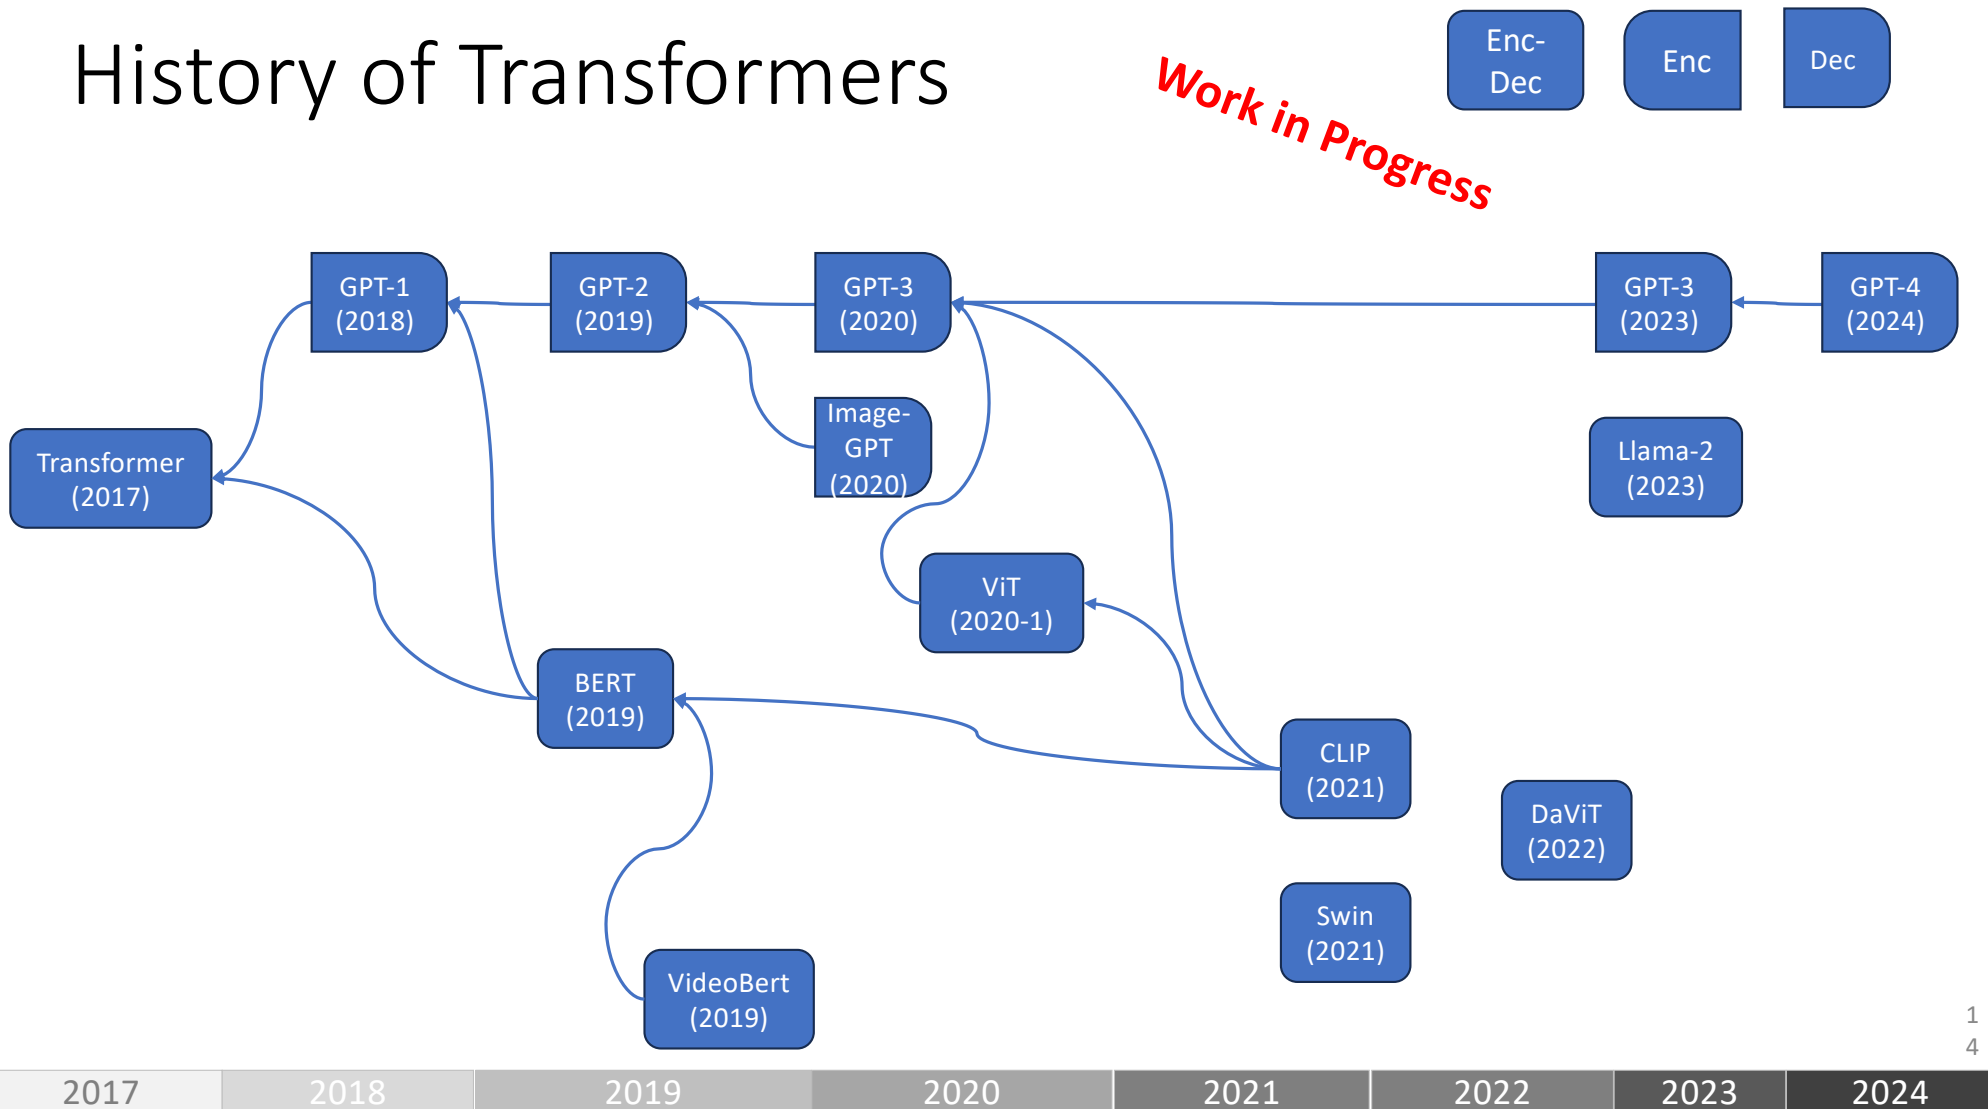 History of Transformers
Work in Progress
Enc-
Dec
Enc
Dec
GPT-1
(2018)
GPT-2
(2019)
GPT-3
(2020)
GPT-3
(2023)
GPT-4
(2024)
Image-
GPT
(2020)
Transformer
(2017)
Llama-2
(2023)
ViT
(2020-1)
BERT
(2019)
CLIP
(2021)
DaViT
(2022)
Swin
(2021)
VideoBert
(2019)
1
4
2017
2018
2019
2020
2021
2022
2023
2024